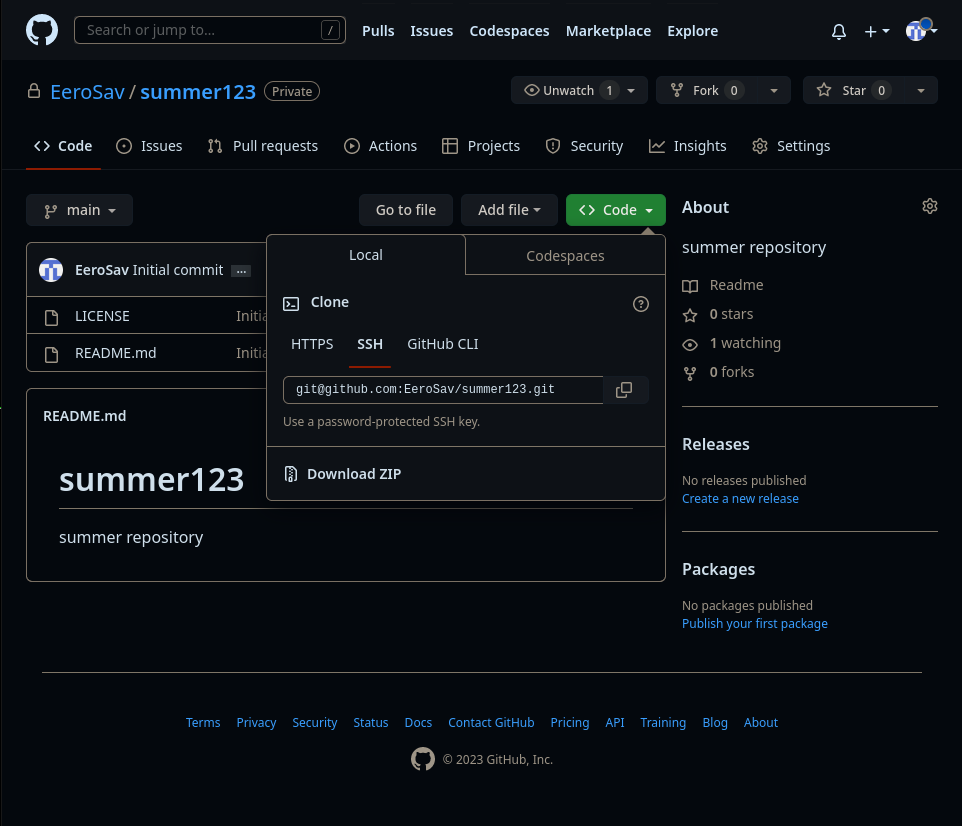 Search or jump to... / Pulls Issues Codespaces Marketplace Explore
EeroSav / summer123 Private Unwatch 1 Fork 0 Star 0
Code Issues Pull requests Actions Projects Security Insights Settings
main Go to file Add file Code
EeroSav Initial commit ...
LICENSE Initia
README.md Initia
Local Codespaces
Clone
HTTPS SSH GitHub CLI
git@github.com:EeroSav/summer123.git
Use a password-protected SSH key.
Download ZIP
README.md
summer123
summer repository
About
summer repository
Readme
0 stars
1 watching
0 forks
Releases
No releases published
Create a new release
Packages
No packages published
Publish your first package
Terms Privacy Security Status Docs Contact GitHub Pricing API Training Blog About
© 2023 GitHub, Inc.